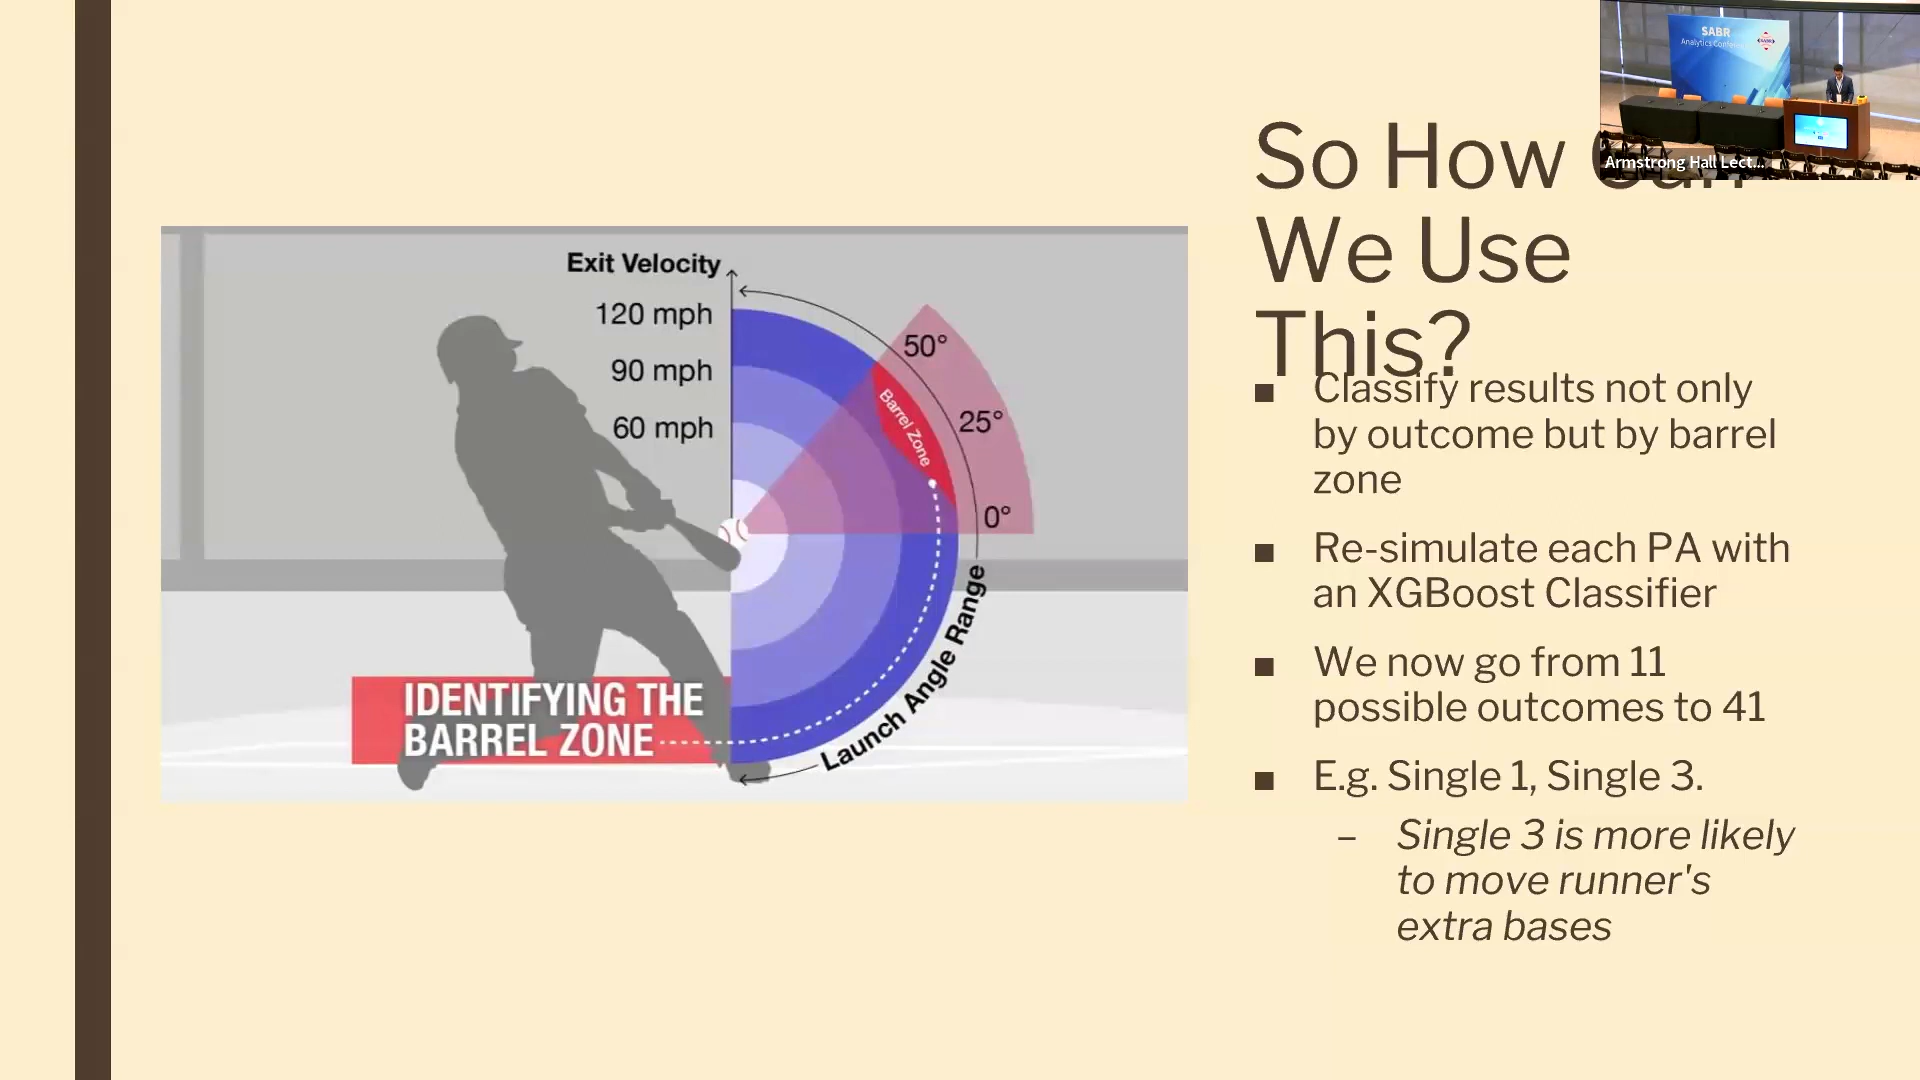 SABR
Analytics
Armstrong Hall Lect...
So How Can
We Use
This?
Exit Velocity
120 mph
90 mph
60 mph
50°
25°
0°
Barrel Zone
Launch Angle Range
IDENTIFYING THE
BARREL ZONE
■ Classify results not only
by outcome but by barrel
zone
■ Re-simulate each PA with
an XGBoost Classifier
■ We now go from 11
possible outcomes to 41
■ E.g. Single 1, Single 3.
– Single 3 is more likely
to move runner's
extra bases